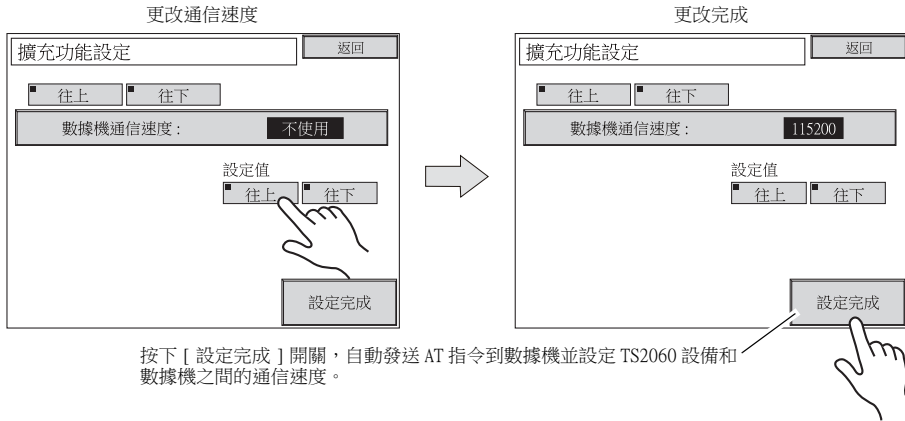 更改通信速度
擴充功能設定
返回
往上
往下
數據機通信速度 :
不使用
設定值
往上
往下
設定完成
更改完成
擴充功能設定
返回
往上
往下
數據機通信速度 :
115200
設定值
往上
往下
設定完成
按下 [ 設定完成 ] 開關，自動發送 AT 指令到數據機並設定 TS2060 設備和
數據機之間的通信速度。